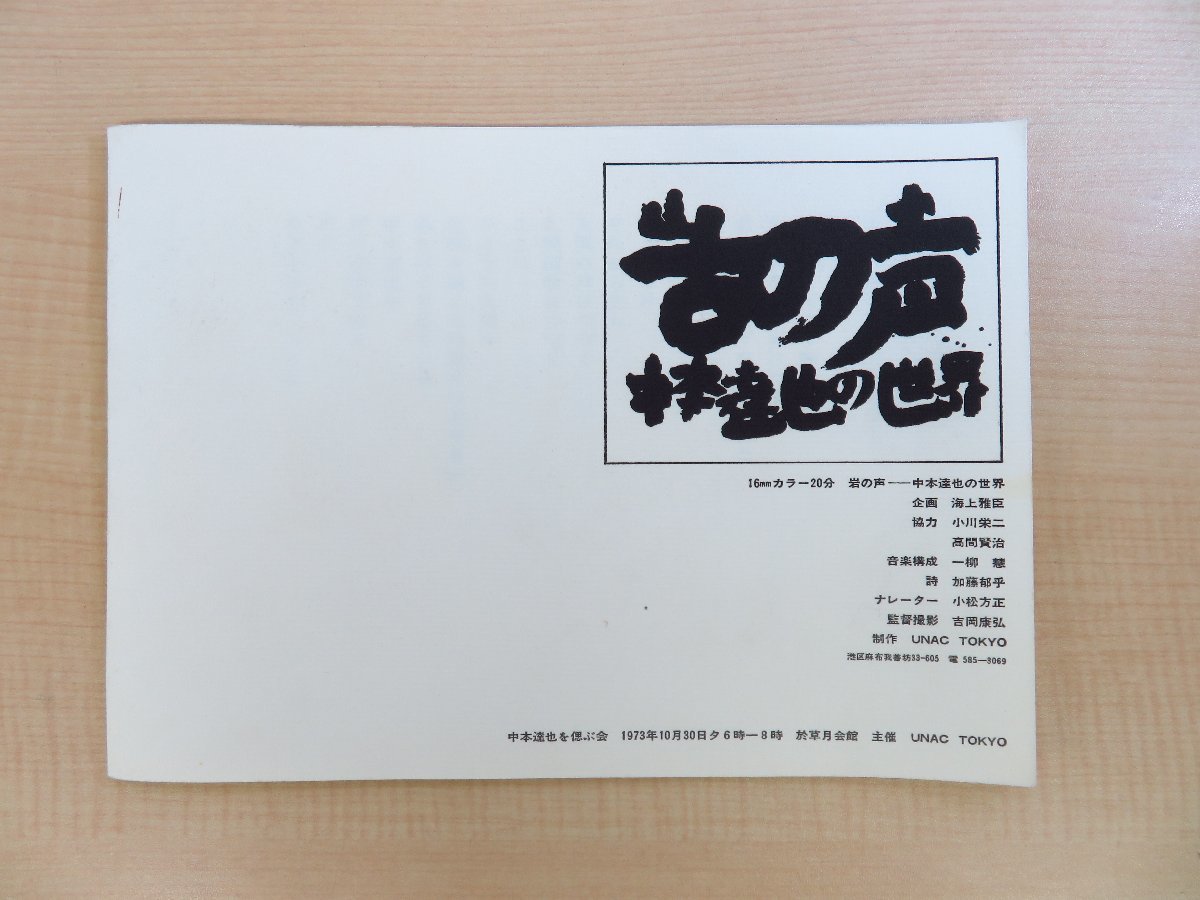 岩の声
中本達也の世界
16mmカラー20分 岩の声——中本達也の世界
企画 海上雅臣
協力 小川栄二
高間賢治
音楽構成 一柳 慧
詩 加藤郁乎
ナレーター 小松方正
監督撮影 吉岡康弘
制作 UNAC TOKYO
港区麻布我善坊33-605 電 585—3069
中本達也を偲ぶ会 1973年10月30日夕6時—8時 於草月会館 主催 UNAC TOKYO